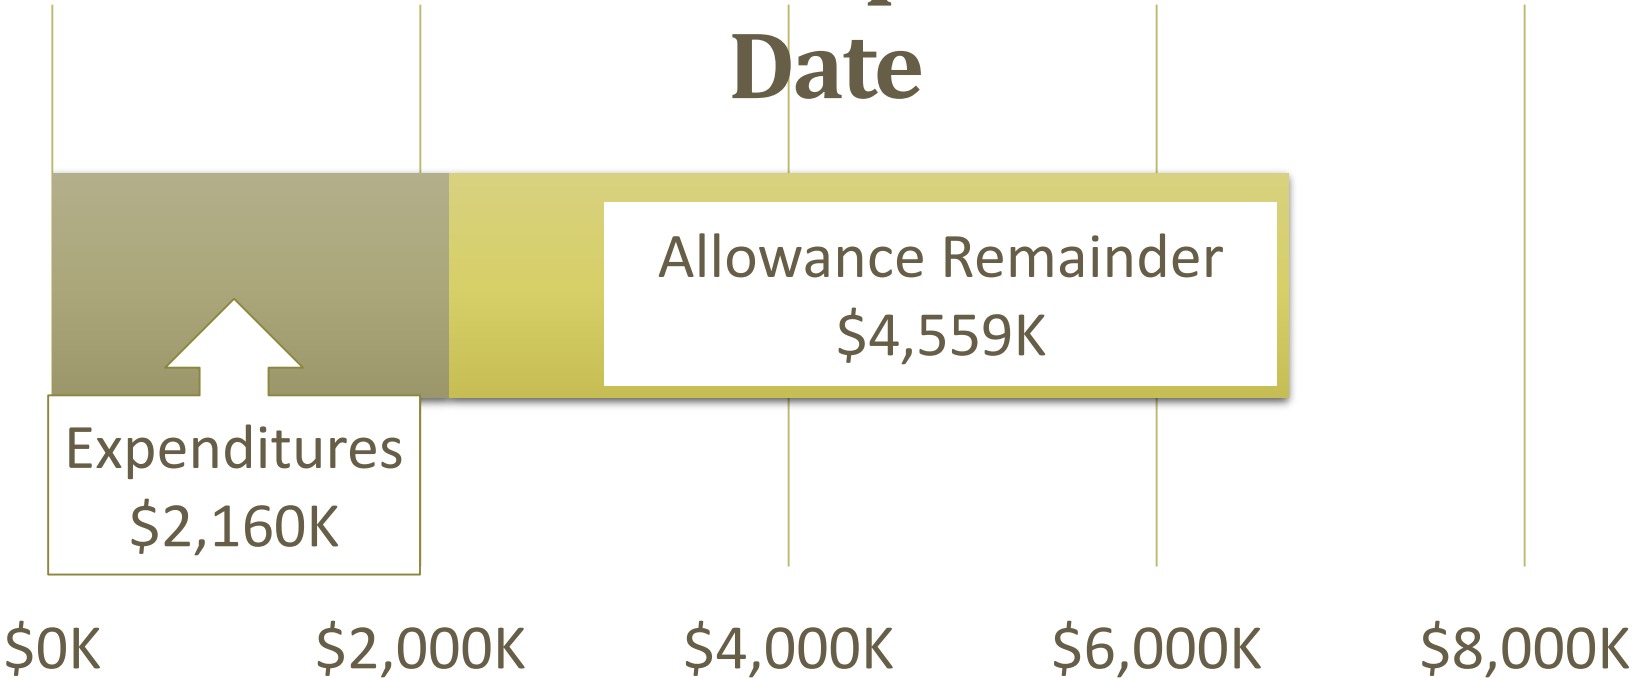 Date
Allowance Remainder
$4,559K
Expenditures
$2,160K
$0K $2,000K $4,000K $6,000K $8,000K